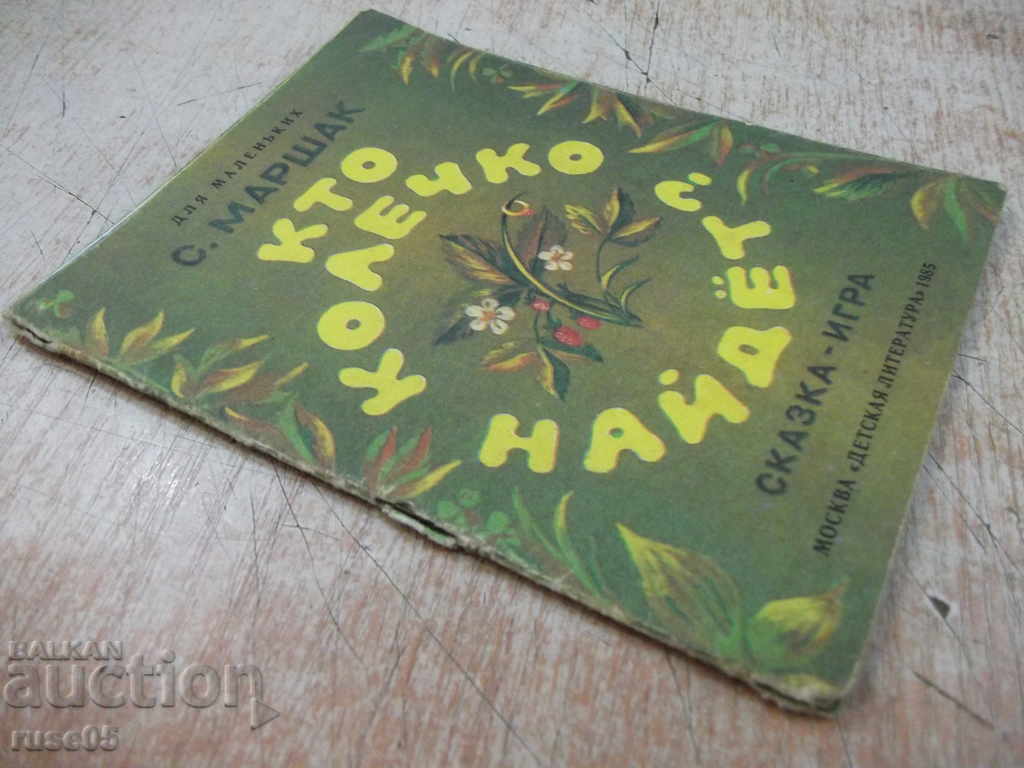 ДЛЯ МАЛЕНЬКИХ
С. МАРШАК
КТО
КОЛЕЧКО
НАЙДЁТ?
СКАЗКА-ИГРА
МОСКВА «ДЕТСКАЯ ЛИТЕРАТУРА» 1985
BALKAN
auction
ruse05